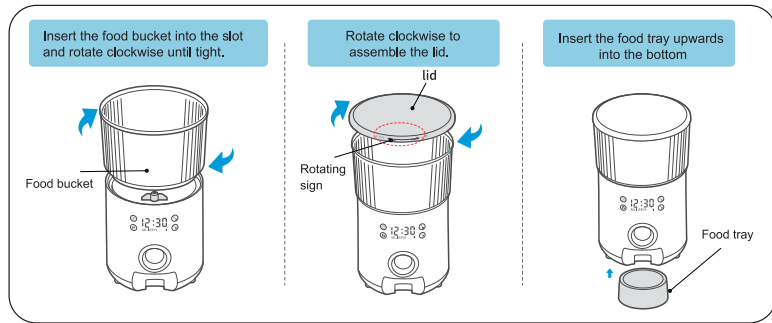 Insert the food bucket into the slot
and rotate clockwise until tight.
Food bucket
12:30
Rotate clockwise to
assemble the lid.
lid
Rotating
sign
12:30
Insert the food tray upwards
into the bottom
12:30
Food tray